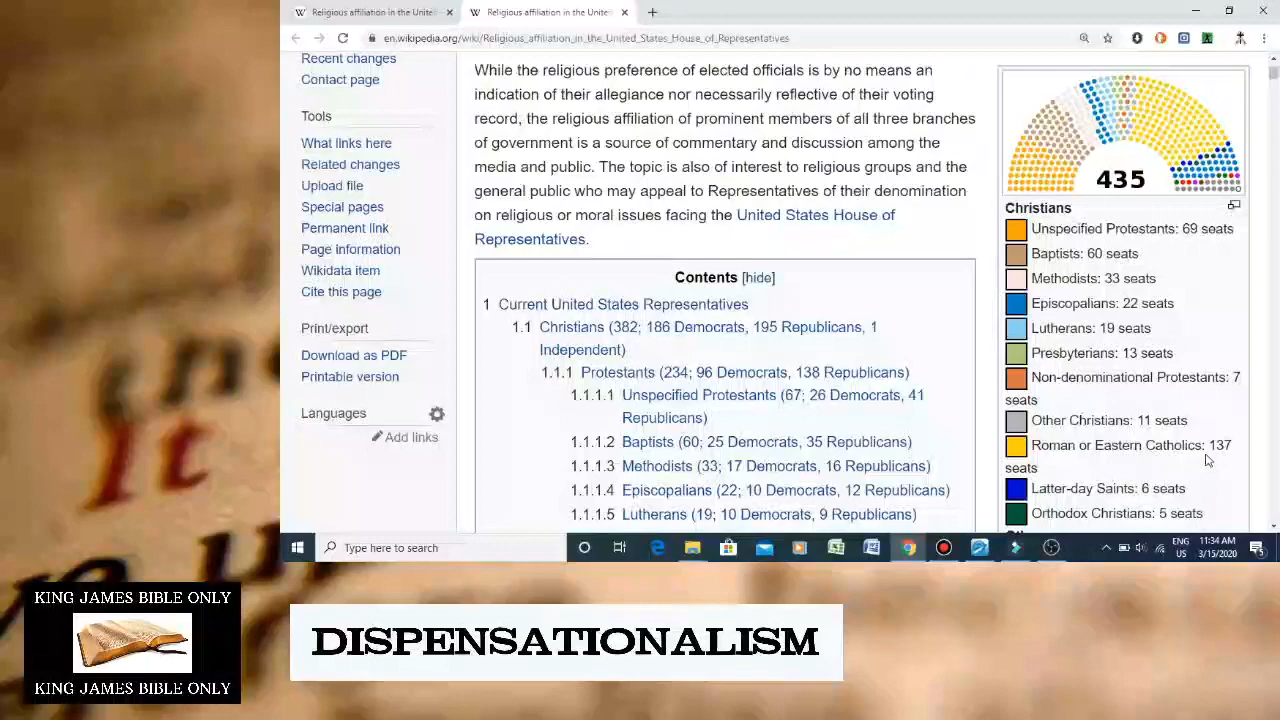 Religious affiliation in the United
Religious affiliation in the Unite
en.wikipedia.org/wiki/Religious_affiliation_in_the_United_States_House_of_Representatives
Recent changes
Contact page
Tools
What links here
Related changes
Upload file
Special pages
Permanent link
Page information
Wikidata item
Cite this page
Print/export
Download as PDF
Printable version
Languages
Add links
While the religious preference of elected officials is by no means an
indication of their allegiance nor necessarily reflective of their voting
record, the religious affiliation of prominent members of all three branches
of government is a source of commentary and discussion among the
media and public. The topic is also of interest to religious groups and the
general public who may appeal to Representatives of their denomination
on religious or moral issues facing the United States House of
Representatives.
Contents [hide]
1 Current United States Representatives
1.1 Christians (382; 186 Democrats, 195 Republicans, 1
Independent)
1.1.1 Protestants (234; 96 Democrats, 138 Republicans)
1.1.1.1 Unspecified Protestants (67; 26 Democrats, 41
Republicans)
1.1.1.2 Baptists (60; 25 Democrats, 35 Republicans)
1.1.1.3 Methodists (33; 17 Democrats, 16 Republicans)
1.1.1.4 Episcopalians (22; 10 Democrats, 12 Republicans)
1.1.1.5 Lutherans (19; 10 Democrats, 9 Republicans)
435
Christians
Unspecified Protestants: 69 seats
Baptists: 60 seats
Methodists: 33 seats
Episcopalians: 22 seats
Lutherans: 19 seats
Presbyterians: 13 seats
Non-denominational Protestants: 7
seats
Other Christians: 11 seats
Roman or Eastern Catholics: 137
seats
Latter-day Saints: 6 seats
Orthodox Christians: 5 seats
Type here to search
ENG
US
11:34 AM
3/15/2020
5
It
KING JAMES BIBLE ONLY
KING JAMES BIBLE ONLY
DISPENSATIONALISM